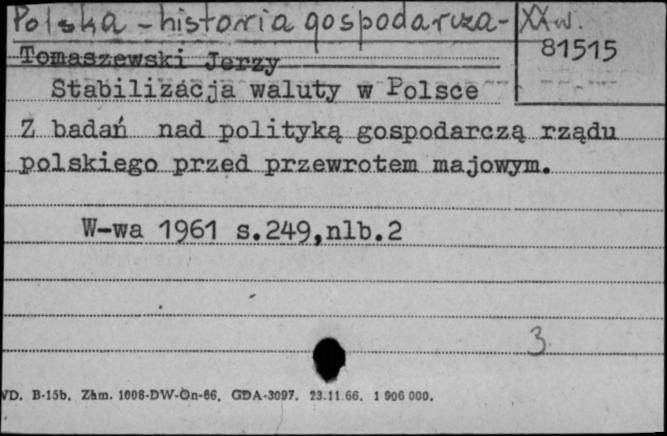 Polska - historia gospodarcza - XX w.
81515
Tomaszewski Jerzy
Stabilizacja waluty w Polsce
Z badań nad polityką gospodarczą rządu
polskiego przed przewrotem majowym.
W-wa 1961 s.249,nlb.2
3
VD. B-15b. Zam. 1008-DW-Dn-66. GDA-3097. 23.11.66. 1 906 000.